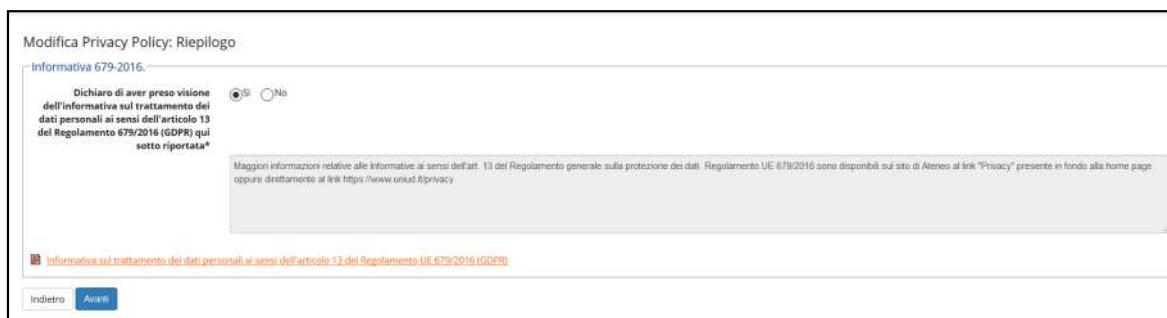 Modifica Privacy Policy: Riepilogo
Informativa 679-2016.
Dichiaro di aver preso visione
dell'informativa sul trattamento dei
dati personali ai sensi dell'articolo 13
del Regolamento 679/2016 (GDPR) qui
sotto riportata*
Sì No
Maggiori informazioni relative alle Informative ai sensi dell'art. 13 del Regolamento generale sulla protezione dei dati. Regolamento UE 679/2016 sono disponibili sul sito di Ateneo al link "Privacy" presente in fondo alla home page
oppure direttamente al link https://www.uniud.it/privacy
Informativa sul trattamento dei dati personali ai sensi dell'articolo 13 del Regolamento UE 679/2016 (GDPR)
Indietro Avanti